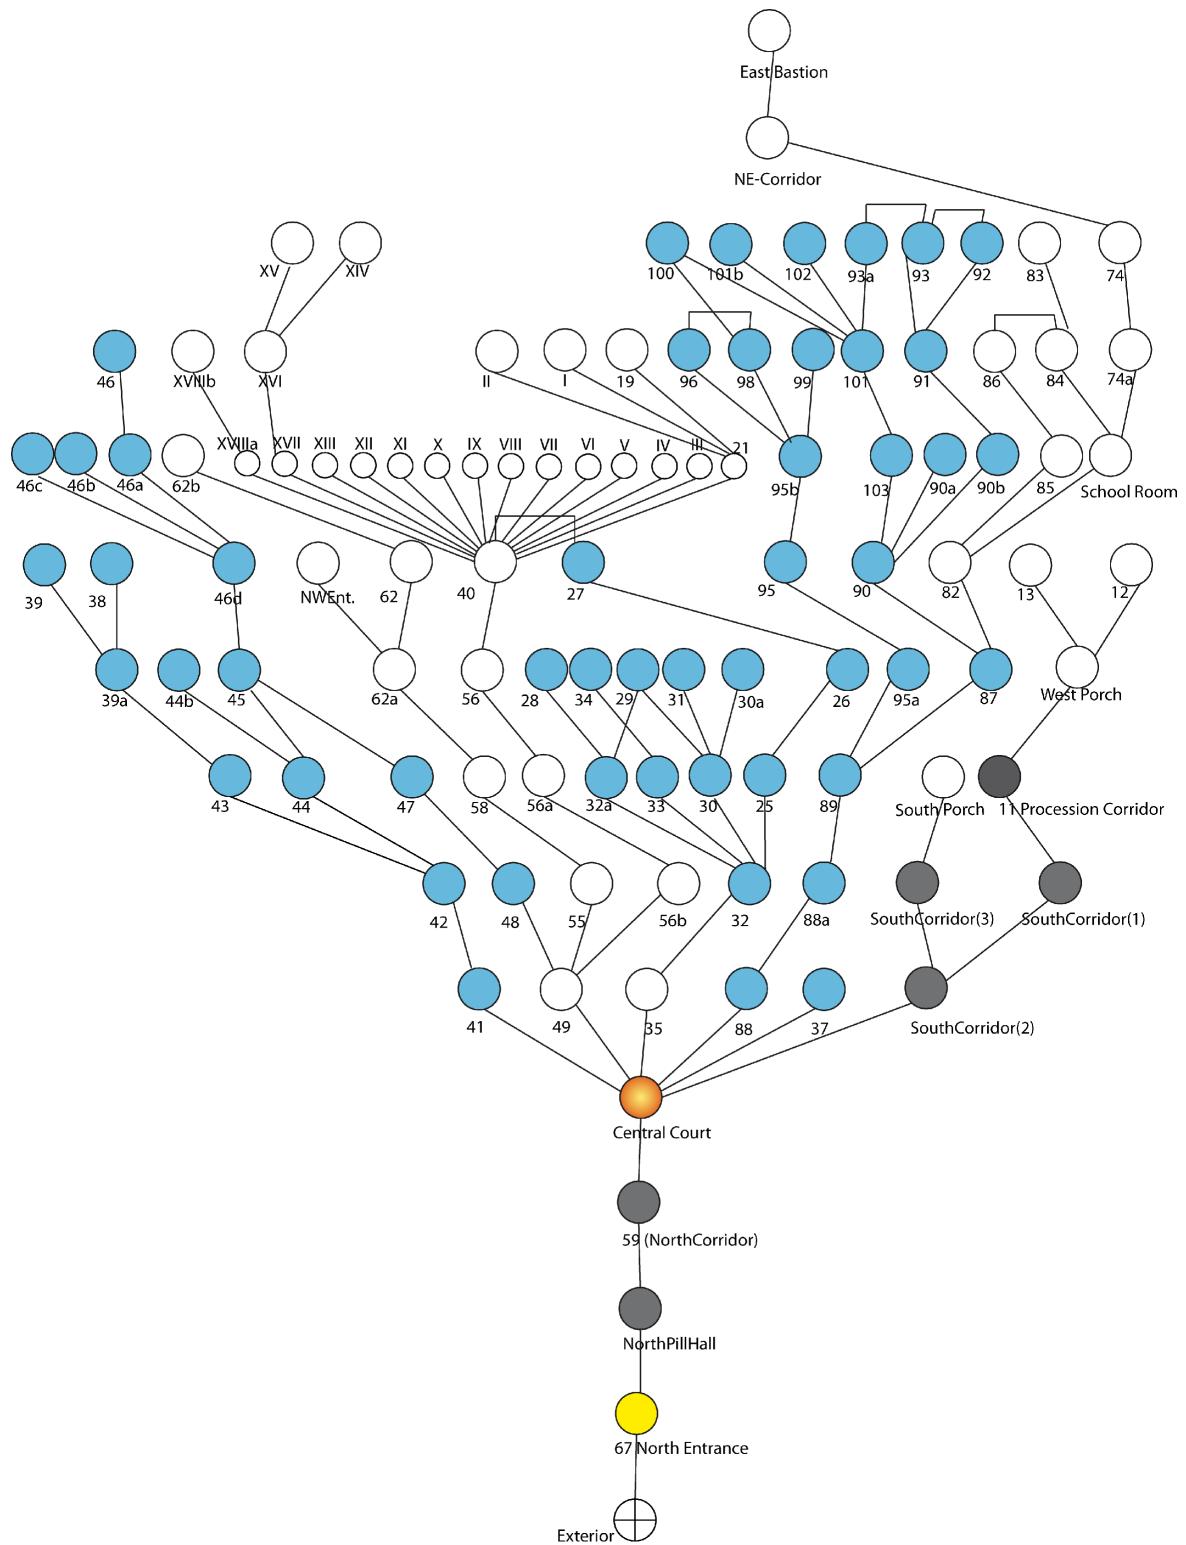 East Bastion
NE-Corridor
XV
XIV
100
101b
102
93a
93
92
83
74
46
XVIIIb
XVI
II
I
19
96
98
99
101
91
86
84
74a
46c
46b
46a
62b
XVIIIa
XVII
XIII
XII
XI
X
IX
VIII
VII
VI
V
IV
III
21
95b
103
90a
90b
85
School Room
39
38
46d
NWEnt.
62
40
27
95
90
82
13
12
39a
44b
45
62a
56
28
34
29
31
30a
26
95a
87
West Porch
43
44
47
58
56a
32a
33
30
25
89
South Porch
11 Procession Corridor
42
48
55
56b
32
88a
SouthCorridor(3)
SouthCorridor(1)
41
49
35
88
37
SouthCorridor(2)
Central Court
59 (NorthCorridor)
NorthPillHall
67 North Entrance
Exterior